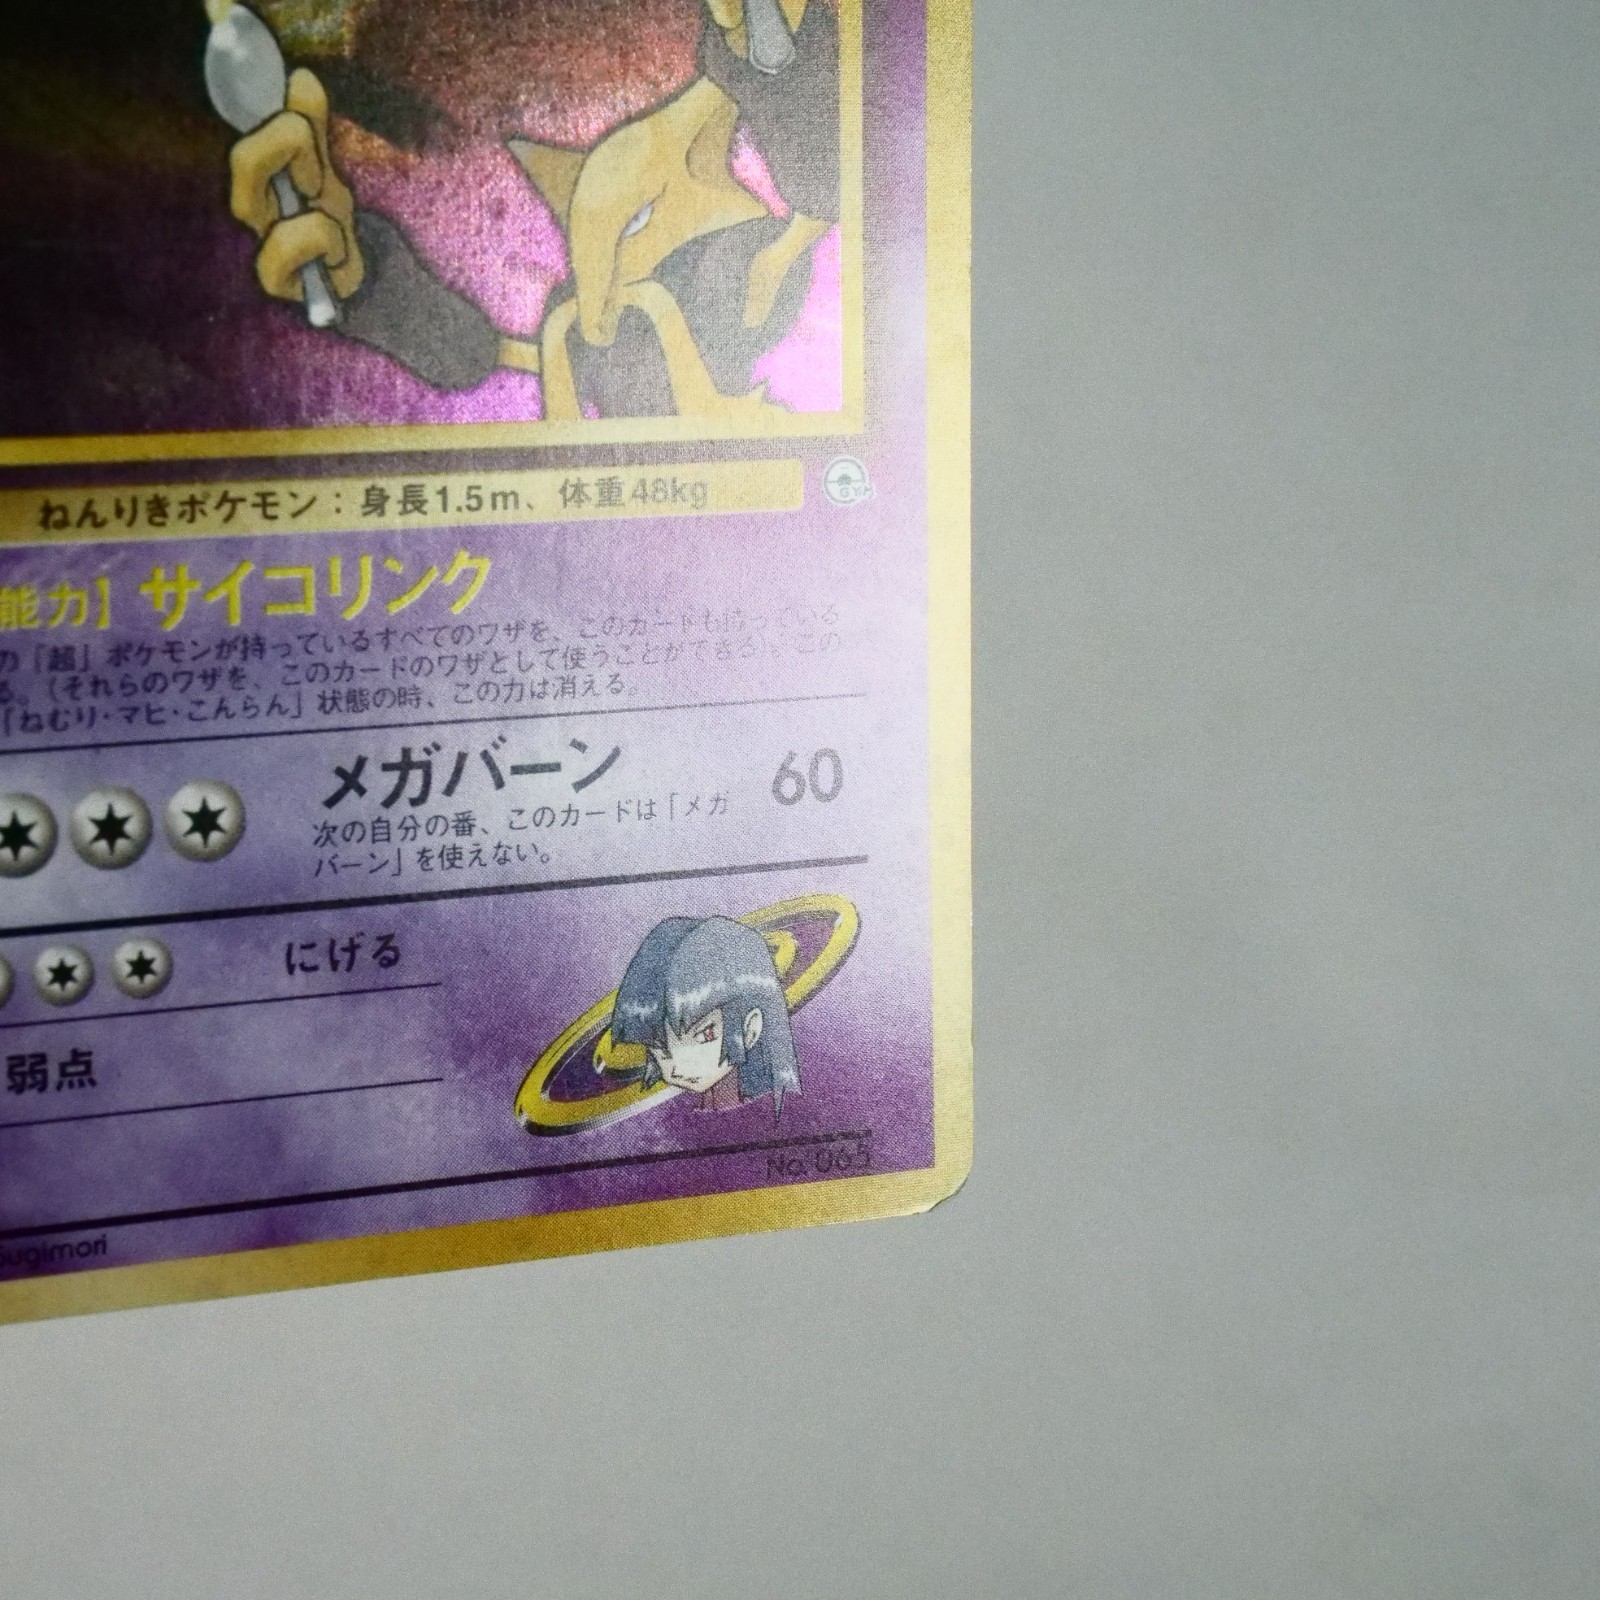 ねんりきポケモン：身長1.5m、体重48kg
GYM
能力】サイコリンク
の「超」ポケモンが持っているすべてのワザを、このカードも持っている
る。（それらのワザを、このカードのワザとして使うことができる）。この
「ねむり・マヒ・こんらん」状態の時、この力は消える。
メガバーン 60
次の自分の番、このカードは「メガ
バーン」を使えない。
にげる
弱点
No.065
Sugimori